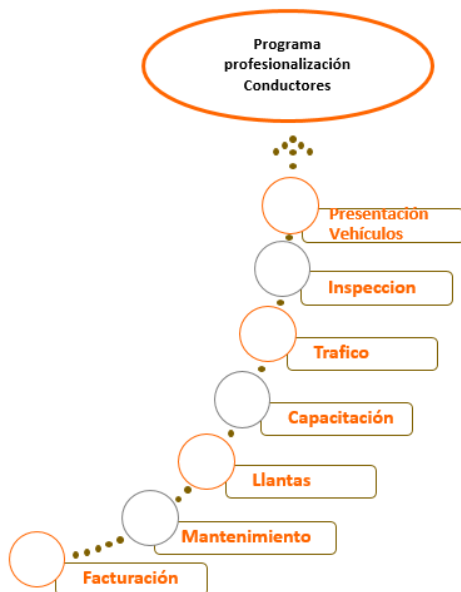 Programa
profesionalización
Conductores
Presentación
Vehículos
Inspeccion
Trafico
Capacitación
Llantas
Mantenimiento
Facturación